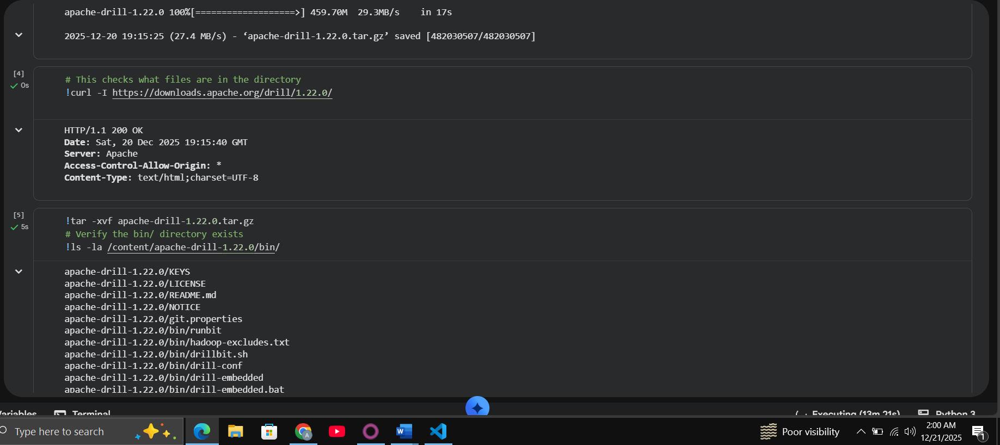 apache-drill-1.22.0 100%[===================>] 459.70M  29.3MB/s    in 17s
2025-12-20 19:15:25 (27.4 MB/s) - ‘apache-drill-1.22.0.tar.gz’ saved [482030507/482030507]
[4]
0s
# This checks what files are in the directory
!curl -I https://downloads.apache.org/drill/1.22.0/
HTTP/1.1 200 OK
Date: Sat, 20 Dec 2025 19:15:40 GMT
Server: Apache
Access-Control-Allow-Origin: *
Content-Type: text/html;charset=UTF-8
[5]
5s
!tar -xvf apache-drill-1.22.0.tar.gz
# Verify the bin/ directory exists
!ls -la /content/apache-drill-1.22.0/bin/
apache-drill-1.22.0/KEYS
apache-drill-1.22.0/LICENSE
apache-drill-1.22.0/README.md
apache-drill-1.22.0/NOTICE
apache-drill-1.22.0/git.properties
apache-drill-1.22.0/bin/runbit
apache-drill-1.22.0/bin/hadoop-excludes.txt
apache-drill-1.22.0/bin/drillbit.sh
apache-drill-1.22.0/bin/drill-conf
apache-drill-1.22.0/bin/drill-embedded
apache-drill-1.22.0/bin/drill-embedded.bat
Variables Terminal Executing (13m 21s) Python 3
Type here to search
A
W
Poor visibility
2:00 AM
12/21/2025
1